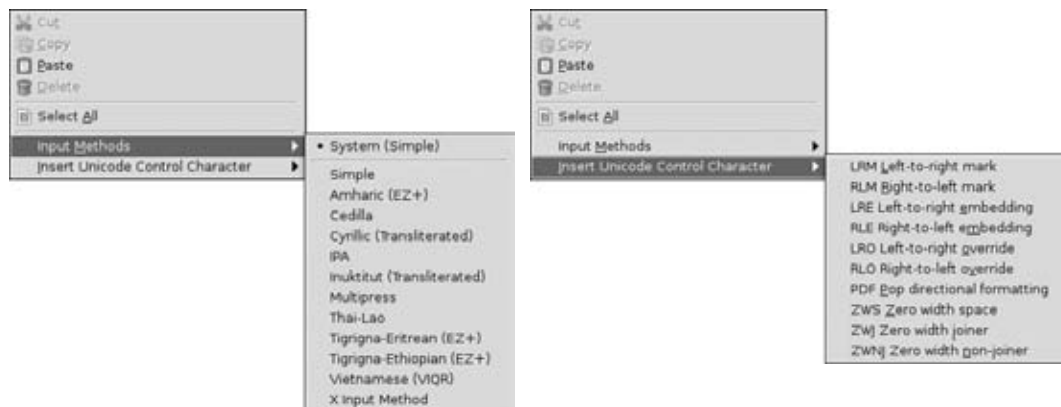 Cut
Copy
Paste
Delete
Select All
Input Methods
Insert Unicode Control Character
• System (Simple)
Simple
Amharic (EZ+)
Cedilla
Cyrillic (Transliterated)
IPA
Inuktitut (Transliterated)
Multipress
Thai-Lao
Tigrigna-Eritrean (EZ+)
Tigrigna-Ethiopian (EZ+)
Vietnamese (VIQR)
X Input Method
Cut
Copy
Paste
Delete
Select All
Input Methods
Insert Unicode Control Character
LRM Left-to-right mark
RLM Right-to-left mark
LRE Left-to-right embedding
RLE Right-to-left embedding
LRO Left-to-right override
RLO Right-to-left override
PDF Pop directional formatting
ZWS Zero width space
ZWJ Zero width joiner
ZWNJ Zero width non-joiner